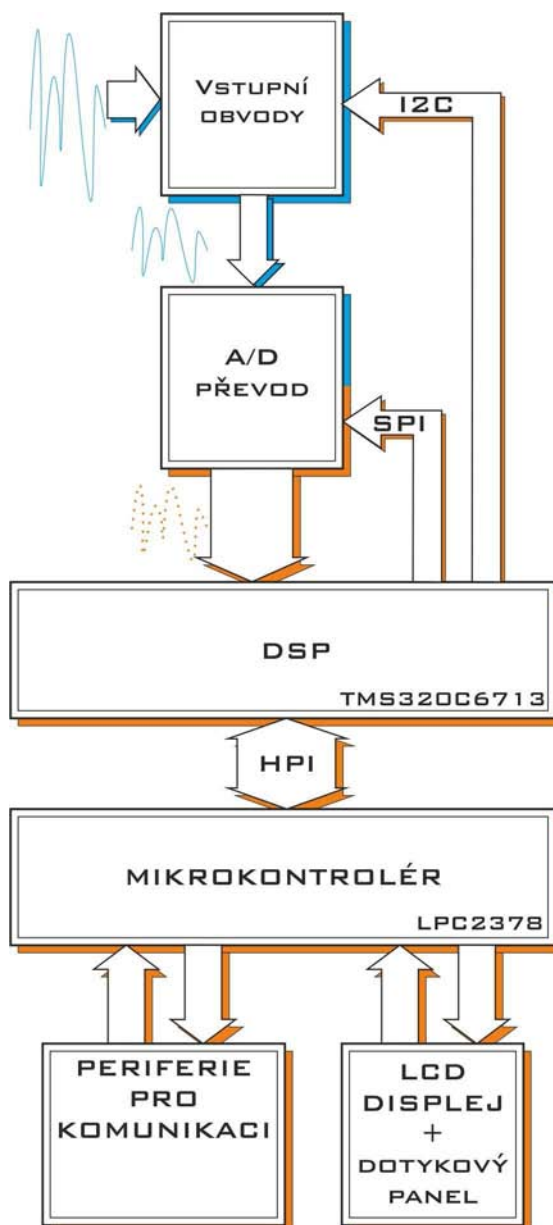 VSTUPNÍ
OBVODY
I2C
A/D
PŘEVOD
SPI
DSP
TMS320C6713
HPI
MIKROKONTROLÉR
LPC2378
PERIFERIE
PRO
KOMUNIKACI
LCD
DISPLEJ
+
DOTYKOVÝ
PANEL